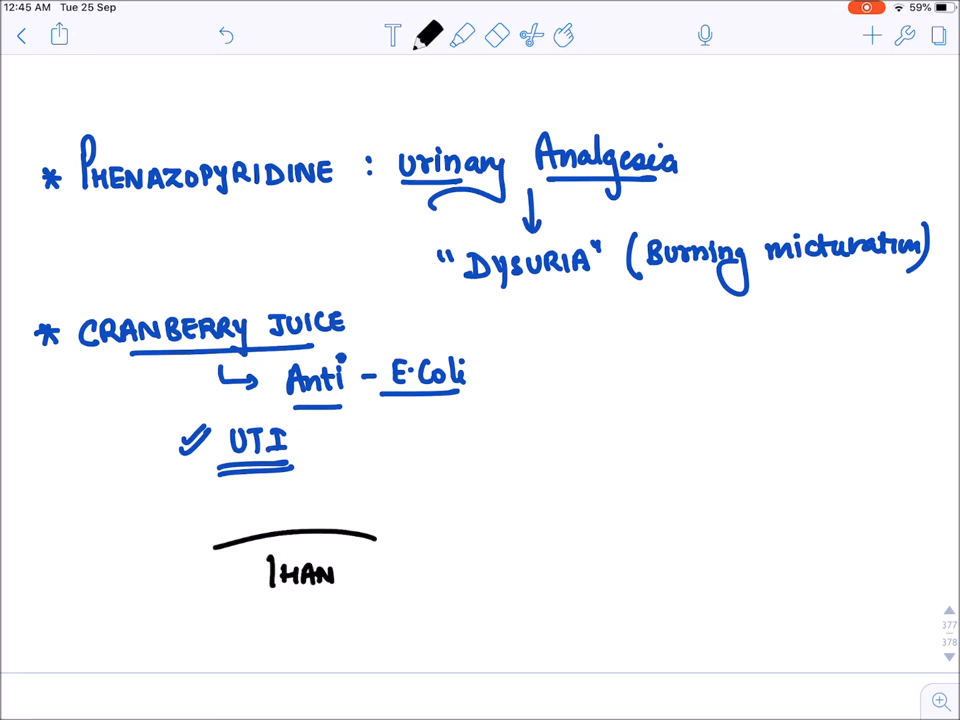 12:45 AM Tue 25 Sep
59%
T
* PHENAZOPYRIDINE : urinary Analgesia
"DYSURIA" (Burning micturation)
* CRANBERRY JUICE
Anti - E.Coli
UTI
HAN
377
378